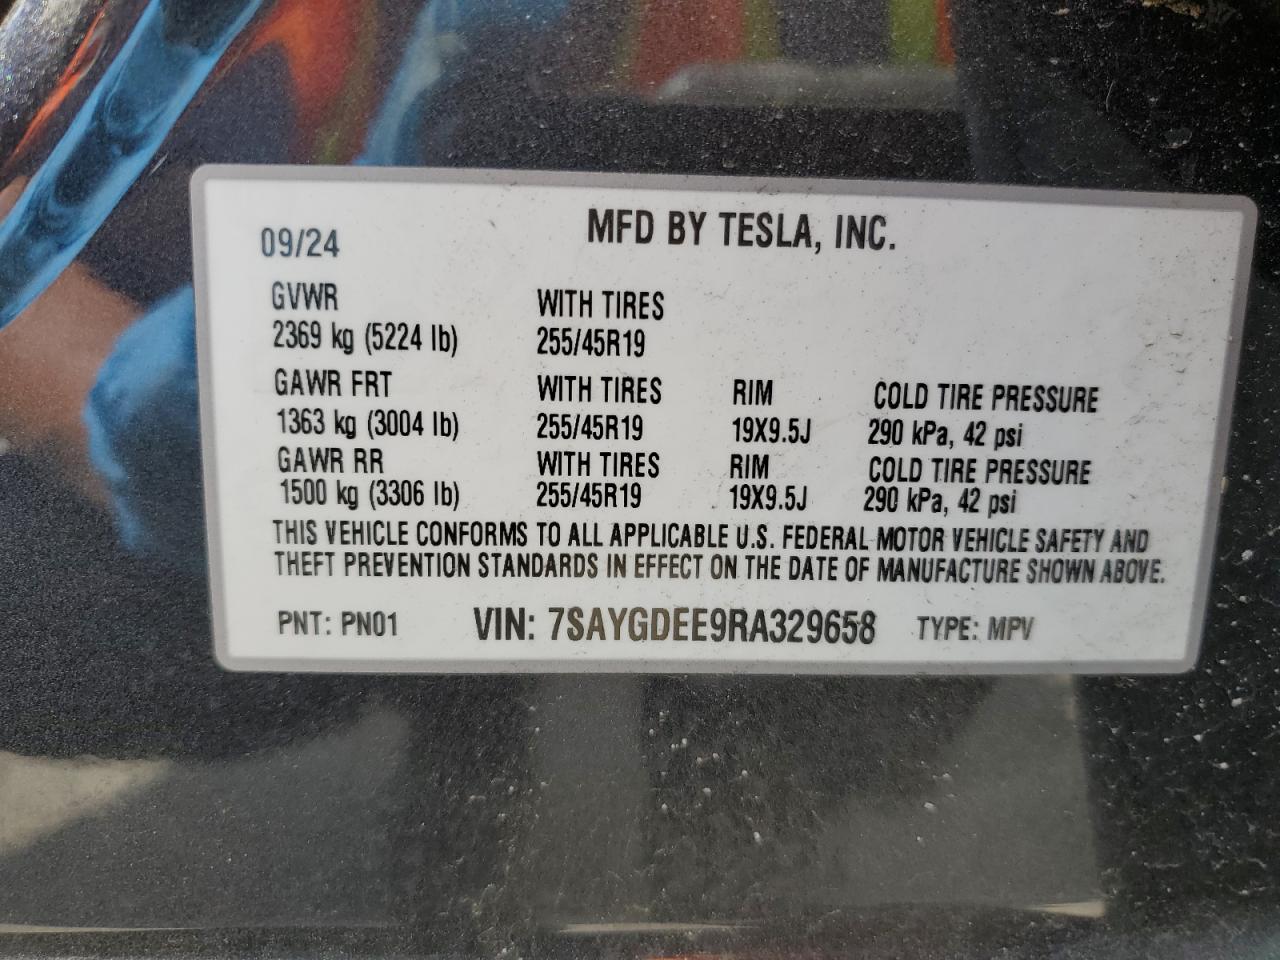 09/24 MFD BY TESLA, INC.
GVWR WITH TIRES
2369 kg (5224 lb) 255/45R19
GAWR FRT WITH TIRES RIM COLD TIRE PRESSURE
1363 kg (3004 lb) 255/45R19 19X9.5J 290 kPa, 42 psi
GAWR RR WITH TIRES RIM COLD TIRE PRESSURE
1500 kg (3306 lb) 255/45R19 19X9.5J 290 kPa, 42 psi
THIS VEHICLE CONFORMS TO ALL APPLICABLE U.S. FEDERAL MOTOR VEHICLE SAFETY AND
THEFT PREVENTION STANDARDS IN EFFECT ON THE DATE OF MANUFACTURE SHOWN ABOVE.
PNT: PN01 VIN: 7SAYGDEE9RA329658 TYPE: MPV